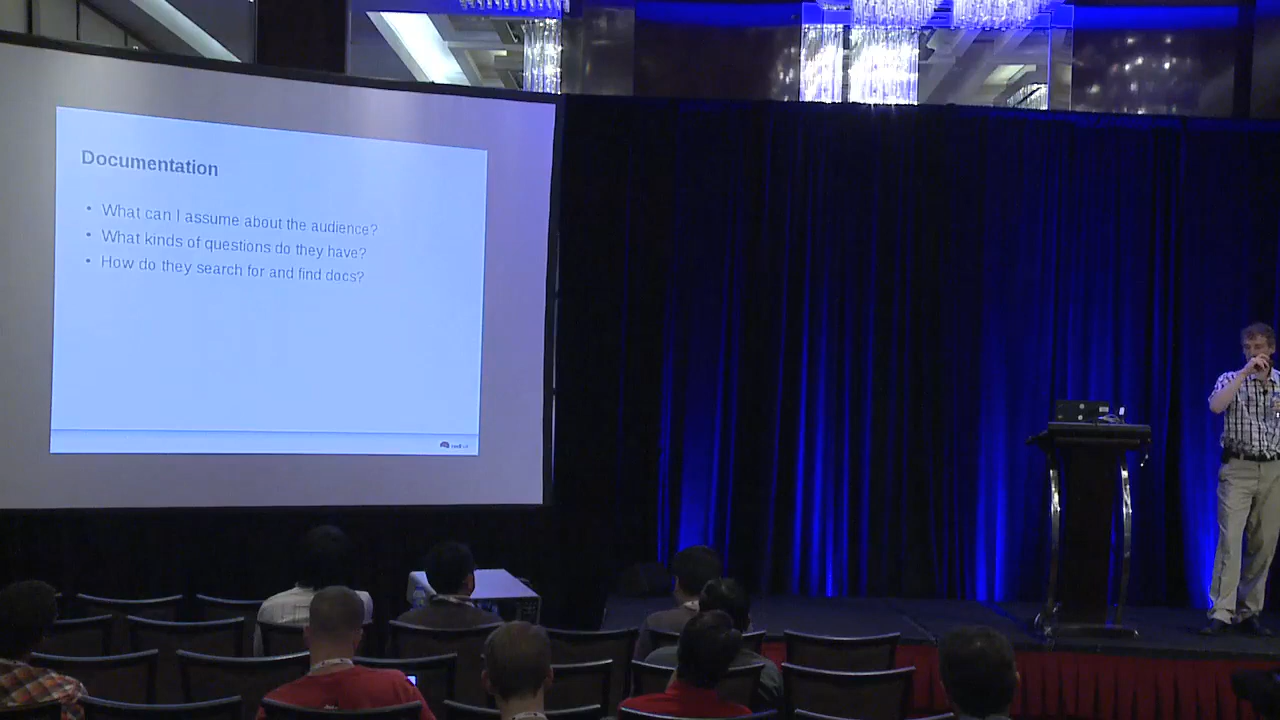 Documentation
• What can I assume about the audience?
• What kinds of questions do they have?
• How do they search for and find docs?